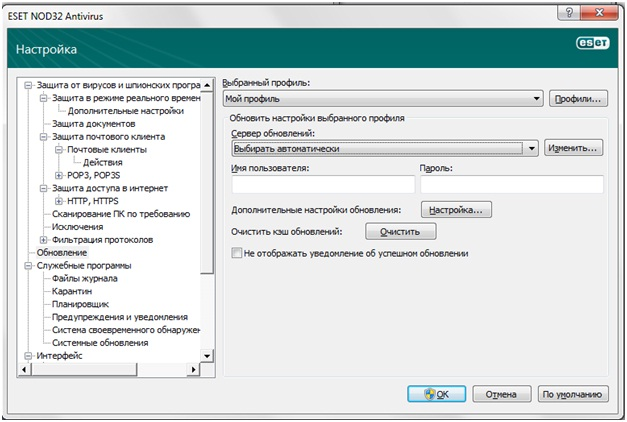 ESET NOD32 Antivirus
Настройка
eset
Защита от вирусов и шпионских програ
Защита в режиме реального времен
Дополнительные настройки
Защита документов
Защита почтового клиента
Почтовые клиенты
Действия
POP3, POP3S
Защита доступа в интернет
HTTP, HTTPS
Сканирование ПК по требованию
Исключения
Фильтрация протоколов
Обновление
Служебные программы
Файлы журнала
Карантин
Планировщик
Предупреждения и уведомления
Система своевременного обнаружен
Системные обновления
Интерфейс
Выбранный профиль:
Мой профиль
Профили...
Обновить настройки выбранного профиля
Сервер обновлений:
Выбирать автоматически
Изменить...
Имя пользователя: Пароль:
Дополнительные настройки обновления: Настройка...
Очистить кэш обновлений: Очистить
Не отображать уведомление об успешном обновлении
OK Отмена По умолчанию